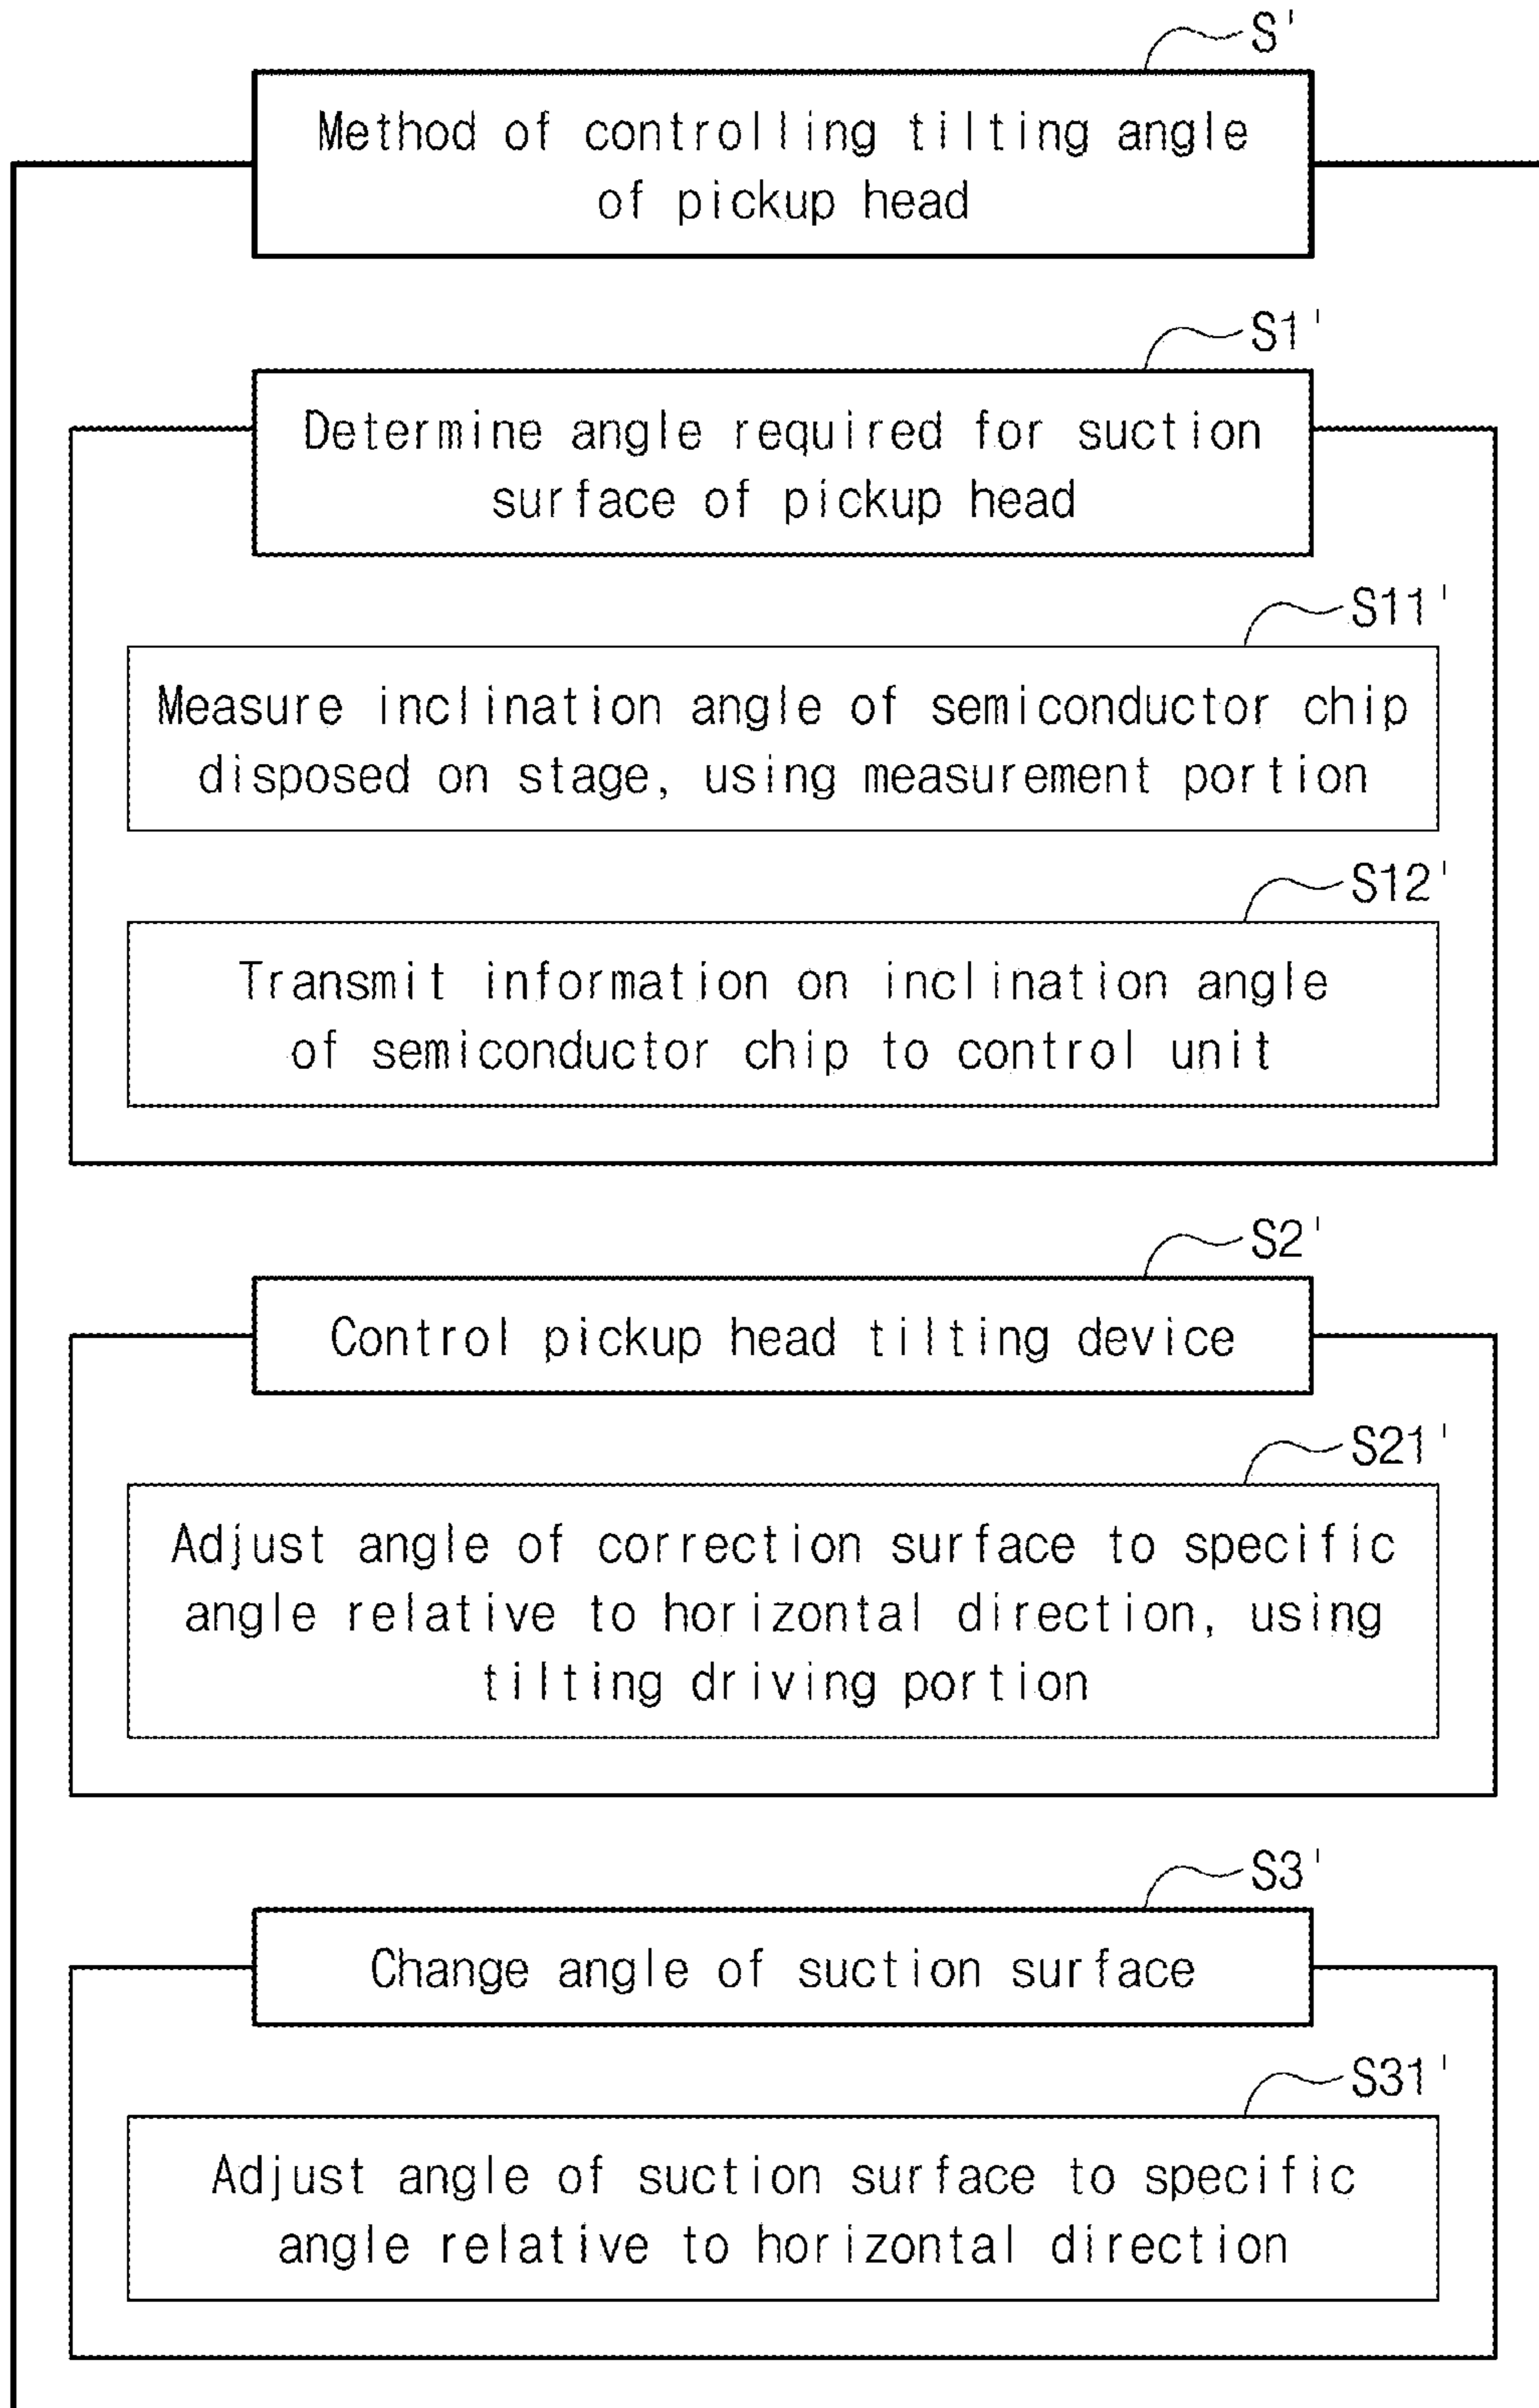 S'
Method of controlling tilting angle
of pickup head
S1'
Determine angle required for suction
surface of pickup head
S11'
Measure inclination angle of semiconductor chip
disposed on stage, using measurement portion
S12'
Transmit information on inclination angle
of semiconductor chip to control unit
S2'
Control pickup head tilting device
S21'
Adjust angle of correction surface to specific
angle relative to horizontal direction, using
tilting driving portion
S3'
Change angle of suction surface
S31'
Adjust angle of suction surface to specific
angle relative to horizontal direction